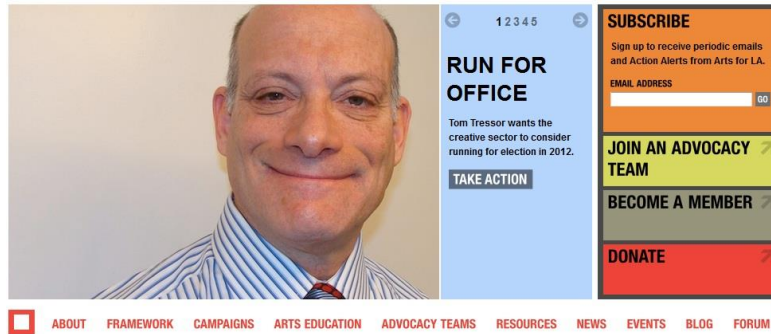 1 2 3 4 5
RUN FOR
OFFICE
Tom Tressor wants the
creative sector to consider
running for election in 2012.
TAKE ACTION
SUBSCRIBE
Sign up to receive periodic emails
and Action Alerts from Arts for LA.
EMAIL ADDRESS
GO
JOIN AN ADVOCACY
TEAM
BECOME A MEMBER
DONATE
ABOUT FRAMEWORK CAMPAIGNS ARTS EDUCATION ADVOCACY TEAMS RESOURCES NEWS EVENTS BLOG FORUM